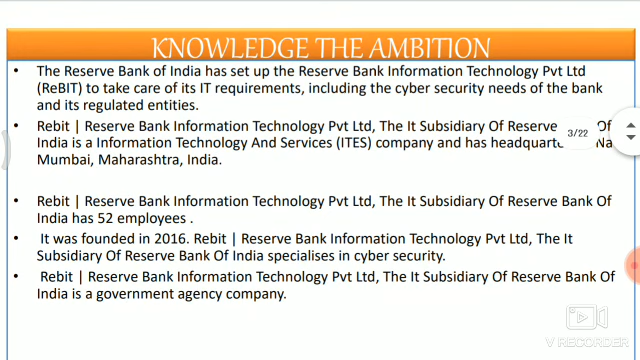 KNOWLEDGE THE AMBITION
• The Reserve Bank of India has set up the Reserve Bank Information Technology Pvt Ltd
(ReBIT) to take care of its IT requirements, including the cyber security needs of the bank
and its regulated entities.
• Rebit | Reserve Bank Information Technology Pvt Ltd, The It Subsidiary Of Reserve Of
3/22
India is a Information Technology And Services (ITES) company and has headquart
Mumbai, Maharashtra, India.
• Rebit | Reserve Bank Information Technology Pvt Ltd, The It Subsidiary Of Reserve Bank Of
India has 52 employees .
• It was founded in 2016. Rebit | Reserve Bank Information Technology Pvt Ltd, The It
Subsidiary Of Reserve Bank Of India specialises in cyber security.
• Rebit | Reserve Bank Information Technology Pvt Ltd, The It Subsidiary Of Reserve Bank Of
India is a government agency company.
V RECORDER